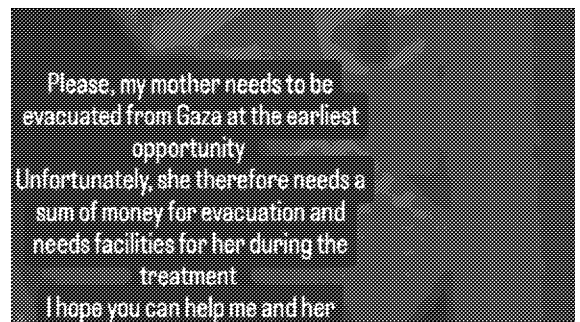 Please, my mother needs to be
evacuated from Gaza at the earliest
opportunity
Unfortunately, she therefore needs a
sum of money for evacuation and
needs facilities for her during the
treatment
I hope you can help me and her